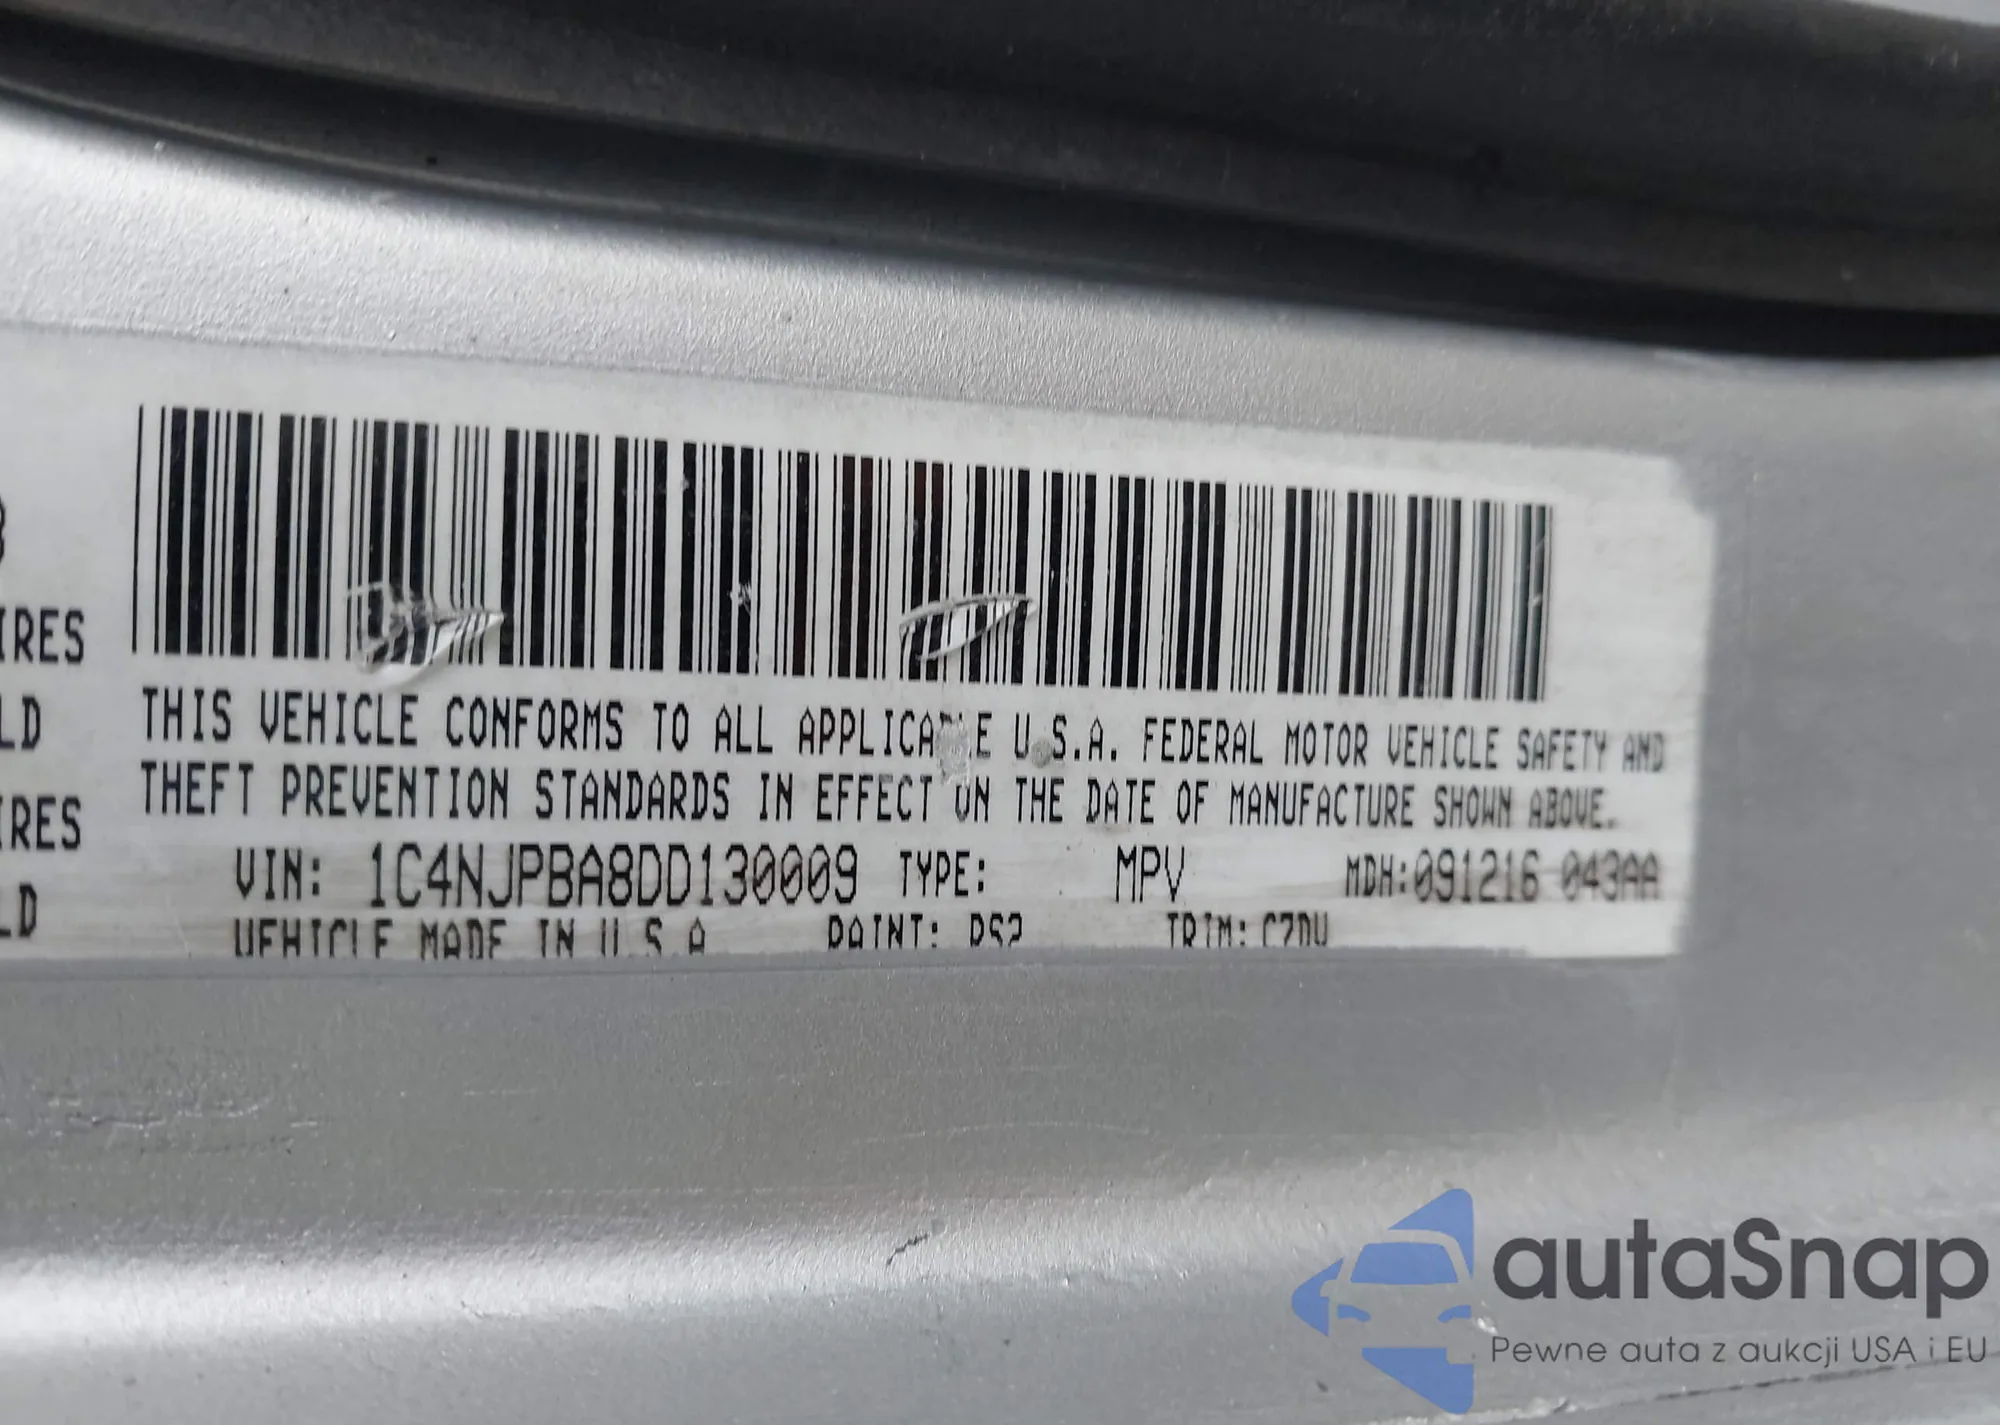 IRES
LD
IRES
LD
THIS VEHICLE CONFORMS TO ALL APPLICABLE U.S.A. FEDERAL MOTOR VEHICLE SAFETY AND
THEFT PREVENTION STANDARDS IN EFFECT ON THE DATE OF MANUFACTURE SHOWN ABOVE.
VIN: 1C4NJPBA8DD130009 TYPE: MPV MDH:091216 043AA
VEHICLE MADE IN U.S.A PAINT: PS2 TRIM:
autaSnap
Pewne auta z aukcji USA i EU